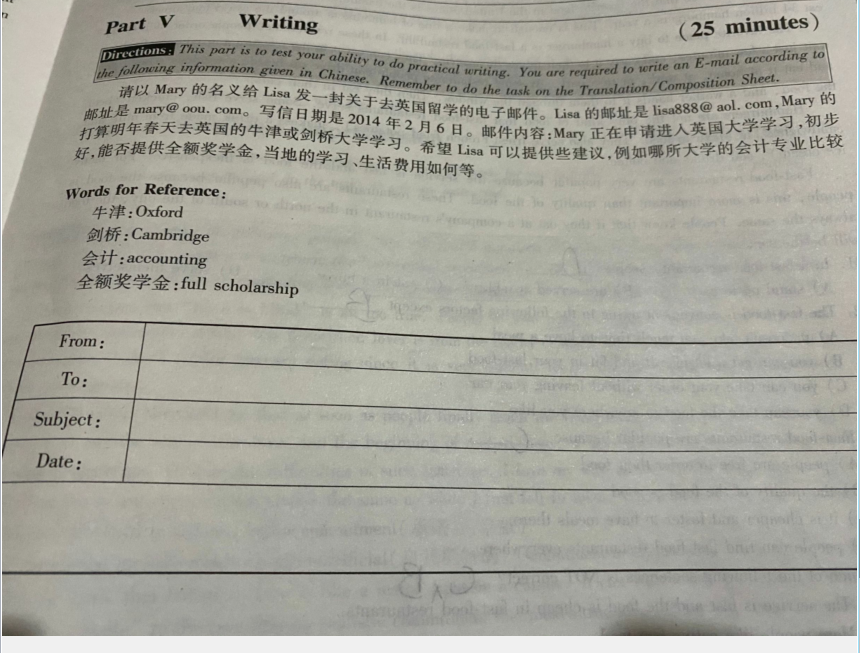 Part V Writing (25 minutes)
Directions: This part is to test your ability to do practical writing. You are required to write an E-mail according to
the following information given in Chinese. Remember to do the task on the Translation/Composition Sheet.
请以 Mary 的名义给 Lisa 发一封关于去英国留学的电子邮件。Lisa 的邮址是 lisa888@ aol. com,Mary 的
邮址是 mary@ oou. com。写信日期是 2014 年 2 月 6 日。邮件内容:Mary 正在申请进入英国大学学习,初步
打算明年春天去英国的牛津或剑桥大学学习。希望 Lisa 可以提供些建议,例如哪所大学的会计专业比较
好,能否提供全额奖学金,当地的学习、生活费用如何等。
Words for Reference:
牛津:Oxford
剑桥:Cambridge
会计:accounting
全额奖学金:full scholarship
From:
To:
Subject:
Date: